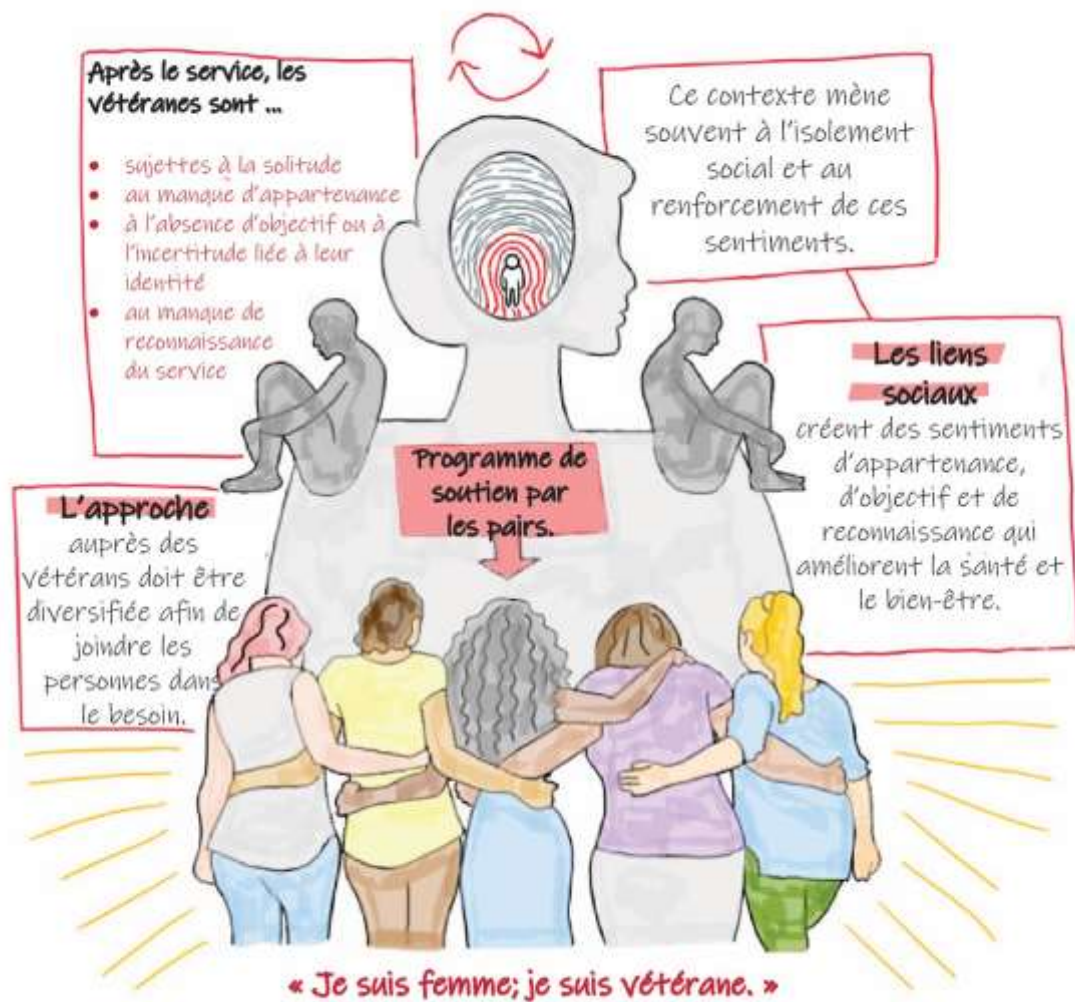 Après le service, les
vétéranes sont ...
sujettes à la solitude
au manque d'appartenance
à l'absence d'objectif ou à
l'incertitude liée à leur
identité
au manque de
reconnaissance
du service
Ce contexte mène
souvent à l'isolement
social et au
renforcement de ces
sentiments.
Les liens
sociaux
créent des sentiments
d'appartenance,
d'objectif et de
reconnaissance qui
améliorent la santé et
le bien-être.
Programme de
soutien par
les pairs.
L'approche
auprès des
vétérans doit être
diversifiée afin de
joindre les
personnes dans
le besoin.
« Je suis femme; je suis vétérane. »